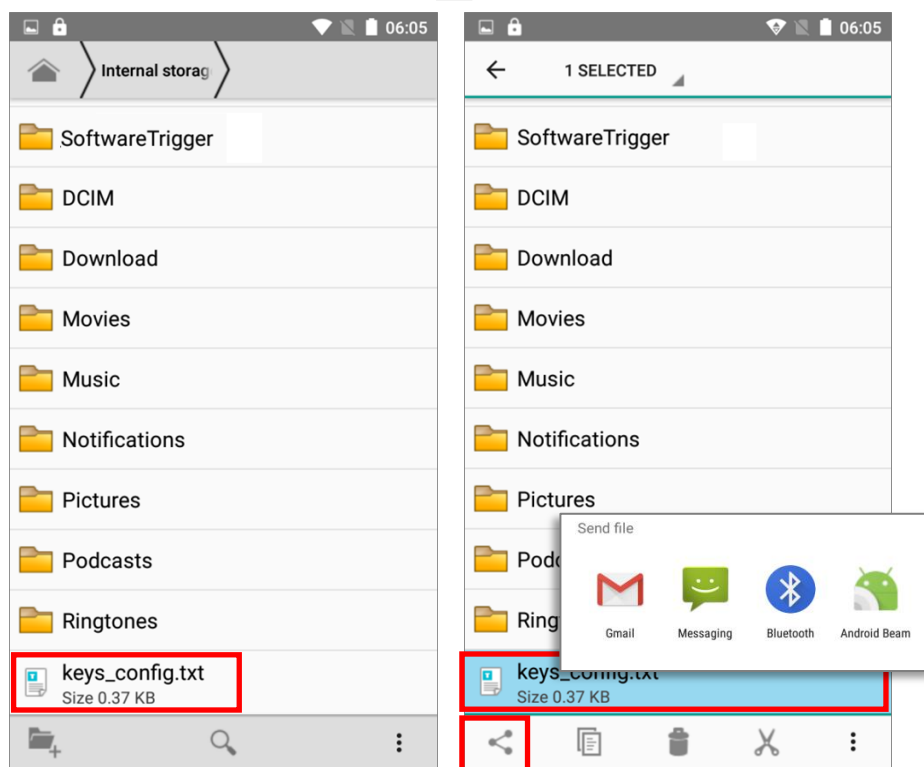 06:05
Internal storag
SoftwareTrigger
DCIM
Download
Movies
Music
Notifications
Pictures
Podcasts
Ringtones
keys_config.txt
Size 0.37 KB
06:05
1 SELECTED
SoftwareTrigger
DCIM
Download
Movies
Music
Notifications
Pictures
Podc
Ring
keys_config.txt
Size 0.37 KB
Send file
Gmail Messaging Bluetooth Android Beam